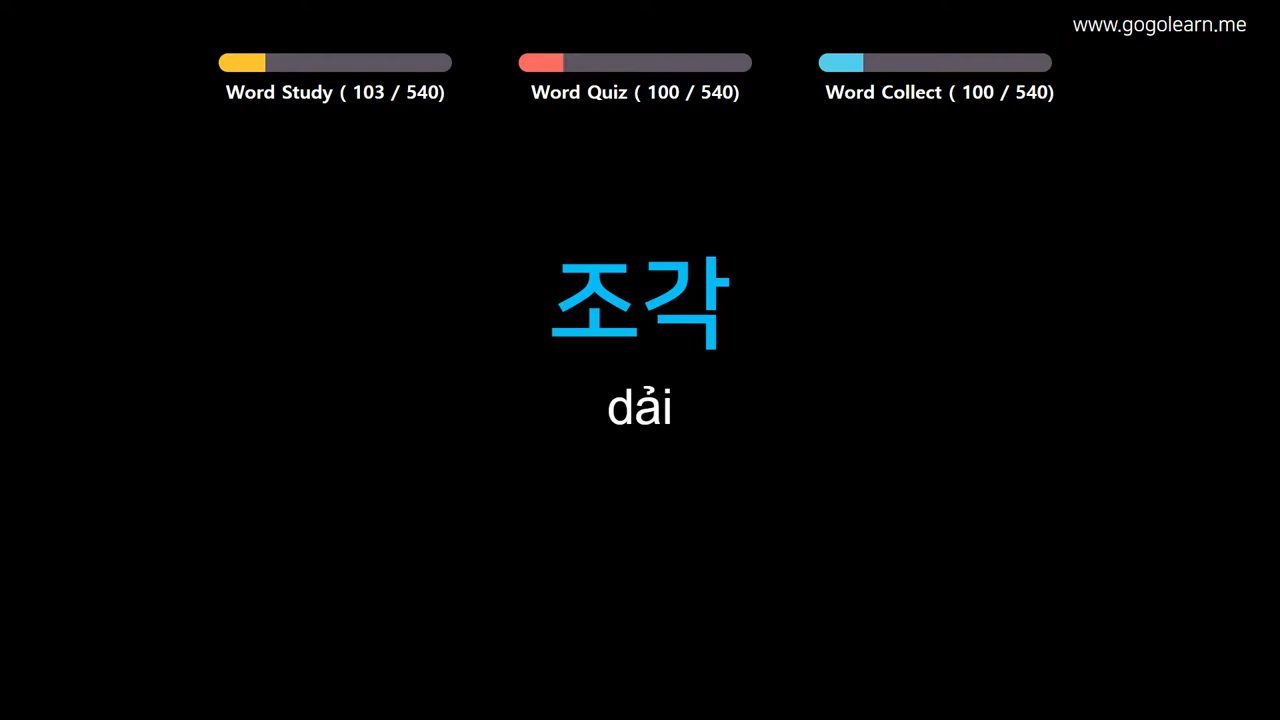 www.gogolearn.me
Word Study ( 103 / 540)
Word Quiz ( 100 / 540)
Word Collect ( 100 / 540)
조각
dải